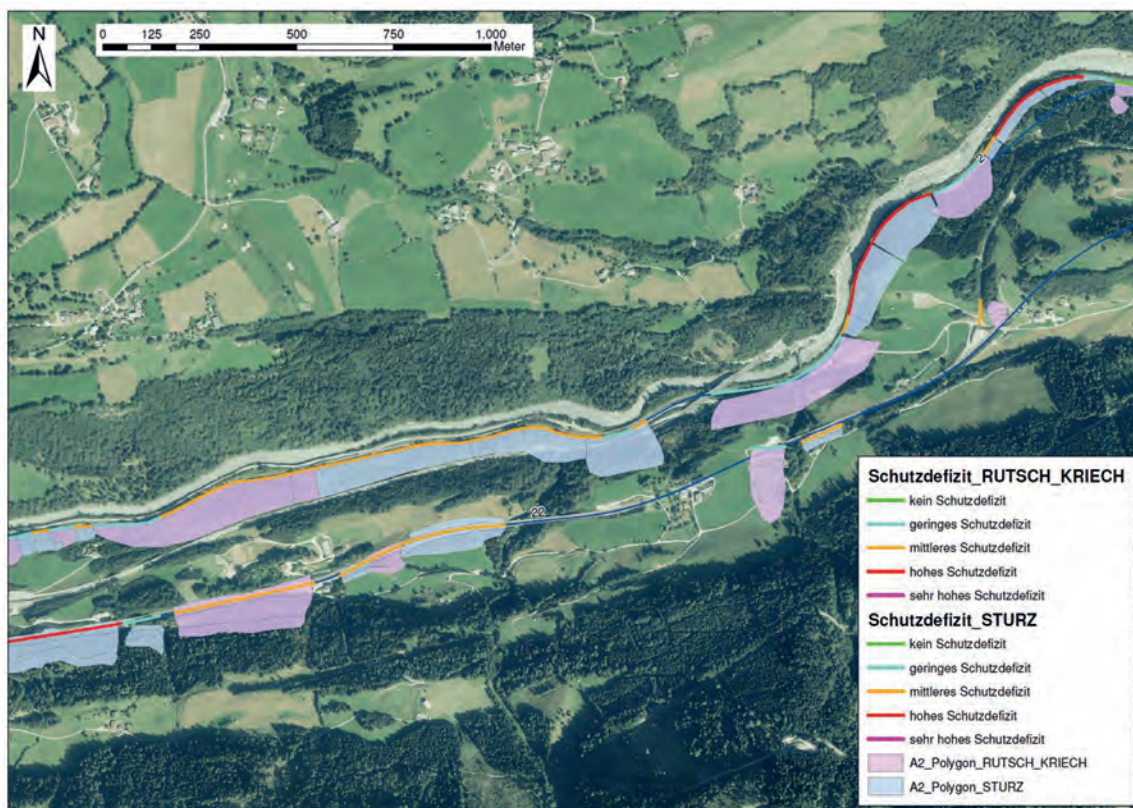 N
0 125 250 500 750 1.000
Meter
2
22
Schutzdefizit_RUTSCH_KRIECH
kein Schutzdefizit
geringes Schutzdefizit
mittleres Schutzdefizit
hohes Schutzdefizit
sehr hohes Schutzdefizit
Schutzdefizit_STURZ
kein Schutzdefizit
geringes Schutzdefizit
mittleres Schutzdefizit
hohes Schutzdefizit
sehr hohes Schutzdefizit
A2_Polygon_RUTSCH_KRIECH
A2_Polygon_STURZ